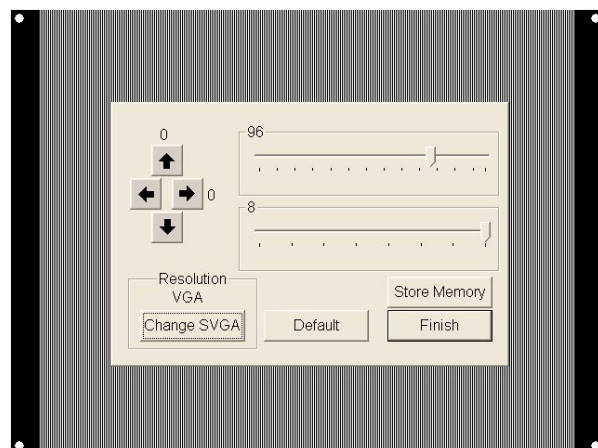 0
96
0
8
Resolution
VGA
Store Memory
Change SVGA
Default
Finish